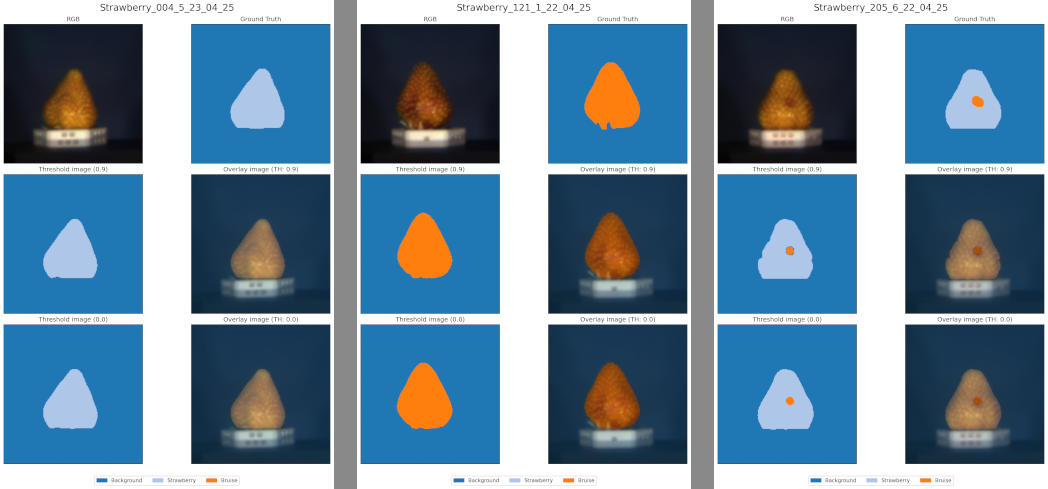 Strawberry_004_5_23_04_25
RGB
Ground Truth
Threshold image (0.9)
Overlay image (TH: 0.9)
Threshold image (0.0)
Overlay image (TH: 0.0)
Background
Strawberry
Bruise
Strawberry_121_1_22_04_25
RGB
Ground Truth
Threshold image (0.9)
Overlay image (TH: 0.9)
Threshold image (0.0)
Overlay image (TH: 0.0)
Background
Strawberry
Bruise
Strawberry_205_6_22_04_25
RGB
Ground Truth
Threshold image (0.9)
Overlay image (TH: 0.9)
Threshold image (0.0)
Overlay image (TH: 0.0)
Background
Strawberry
Bruise